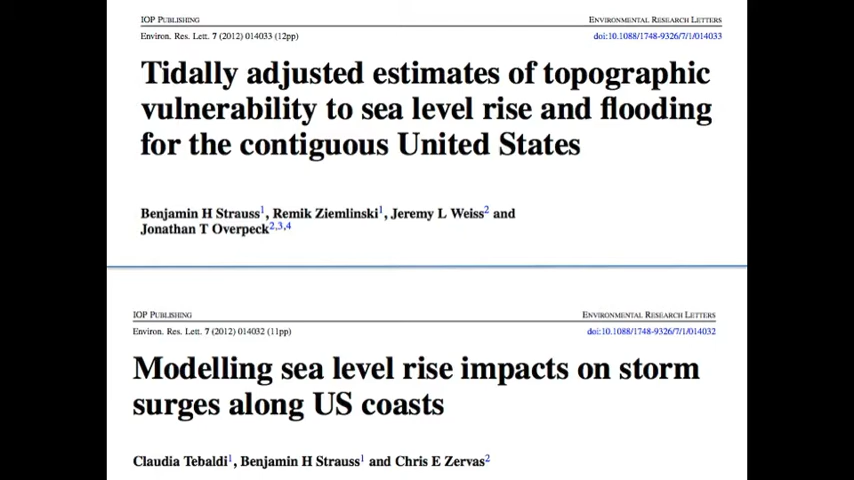 IOP PUBLISHING ENVIRONMENTAL RESEARCH LETTERS
Environ. Res. Lett. 7 (2012) 014033 (12pp) doi:10.1088/1748-9326/7/1/014033
Tidally adjusted estimates of topographic
vulnerability to sea level rise and flooding
for the contiguous United States
Benjamin H Strauss1, Remik Ziemlinski1, Jeremy L Weiss2 and
Jonathan T Overpeck2,3,4
IOP PUBLISHING ENVIRONMENTAL RESEARCH LETTERS
Environ. Res. Lett. 7 (2012) 014032 (11pp) doi:10.1088/1748-9326/7/1/014032
Modelling sea level rise impacts on storm
surges along US coasts
Claudia Tebaldi1, Benjamin H Strauss1 and Chris E Zervas2